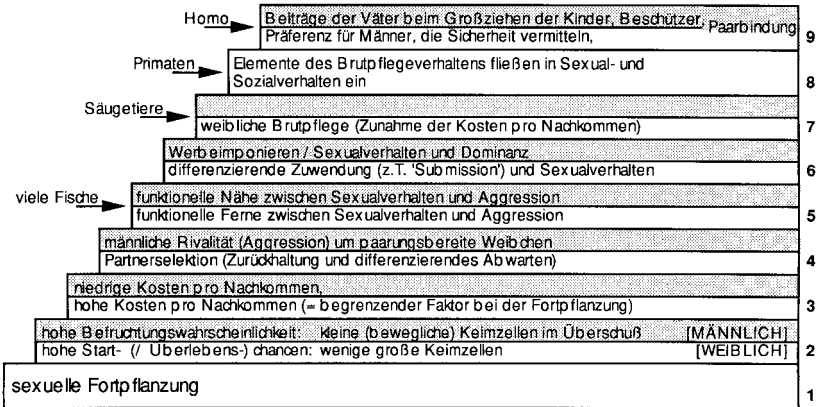 Homo
Beiträge der Väter beim Großziehen der Kinder, Beschützer,
Präferenz für Männer, die Sicherheit vermitteln,
Paarbindung
9
Primaten
Elemente des Brutpflegeverhaltens fließen in Sexual- und
Sozialverhalten ein
8
Säugetiere
weibliche Brutpflege (Zunahme der Kosten pro Nachkommen)
7
Werbeimponieren / Sexualverhalten und Dominanz
differenzierende Zuwendung (z.T. 'Submission') und Sexualverhalten
6
viele Fische
funktionelle Nähe zwischen Sexualverhalten und Aggression
funktionelle Ferne zwischen Sexualverhalten und Aggression
5
männliche Rivalität (Aggression) um paarungsbereite Weibchen
Partnerselektion (Zurückhaltung und differenzierendes Abwarten)
4
niedrige Kosten pro Nachkommen,
hohe Kosten pro Nachkommen (= begrenzender Faktor bei der Fortpflanzung)
3
hohe Befruchtungswahrscheinlichkeit: kleine (bewegliche) Keimzellen im Überschuß [MÄNNLICH]
hohe Start- (/ Überlebens-) chancen: wenige große Keimzellen [WEIBLICH]
2
sexuelle Fortpflanzung
1